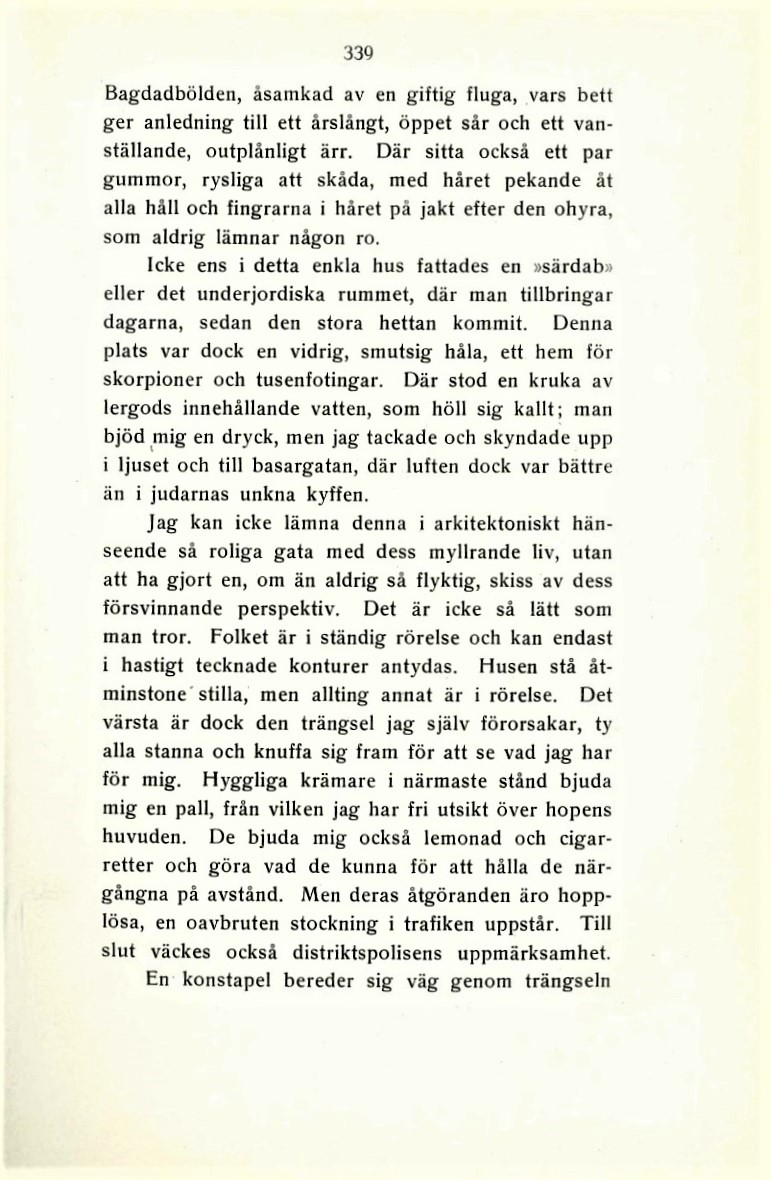 339
Bagdadbölden, åsamkad av en giftig fluga, vars bett
ger anledning till ett årslångt, öppet sår och ett van-
ställande, outplånligt ärr. Där sitta också ett par
gummor, rysliga att skåda, med håret pekande åt
alla håll och fingrarna i håret på jakt efter den ohyra,
som aldrig lämnar någon ro.
Icke ens i detta enkla hus fattades en »särdab»
eller det underjordiska rummet, där man tillbringar
dagarna, sedan den stora hettan kommit. Denna
plats var dock en vidrig, smutsig håla, ett hem för
skorpioner och tusenfotingar. Där stod en kruka av
lergods innehållande vatten, som höll sig kallt; man
bjöd mig en dryck, men jag tackade och skyndade upp
i ljuset och till basargatan, där luften dock var bättre
än i judarnas unkna kyffen.
Jag kan icke lämna denna i arkitektoniskt hän-
seende så roliga gata med dess myllrande liv, utan
att ha gjort en, om än aldrig så flyktig, skiss av dess
försvinnande perspektiv. Det är icke så lätt som
man tror. Folket är i ständig rörelse och kan endast
i hastigt tecknade konturer antydas. Husen stå åt-
minstone stilla, men allting annat är i rörelse. Det
värsta är dock den trängsel jag själv förorsakar, ty
alla stanna och knuffa sig fram för att se vad jag har
för mig. Hyggliga krämare i närmaste stånd bjuda
mig en pall, från vilken jag har fri utsikt över hopens
huvuden. De bjuda mig också lemonad och cigar-
retter och göra vad de kunna för att hålla de när-
gångna på avstånd. Men deras åtgöranden äro hopp-
lösa, en oavbruten stockning i trafiken uppstår. Till
slut väckes också distriktspolisens uppmärksamhet.
En konstapel bereder sig väg genom trängseln